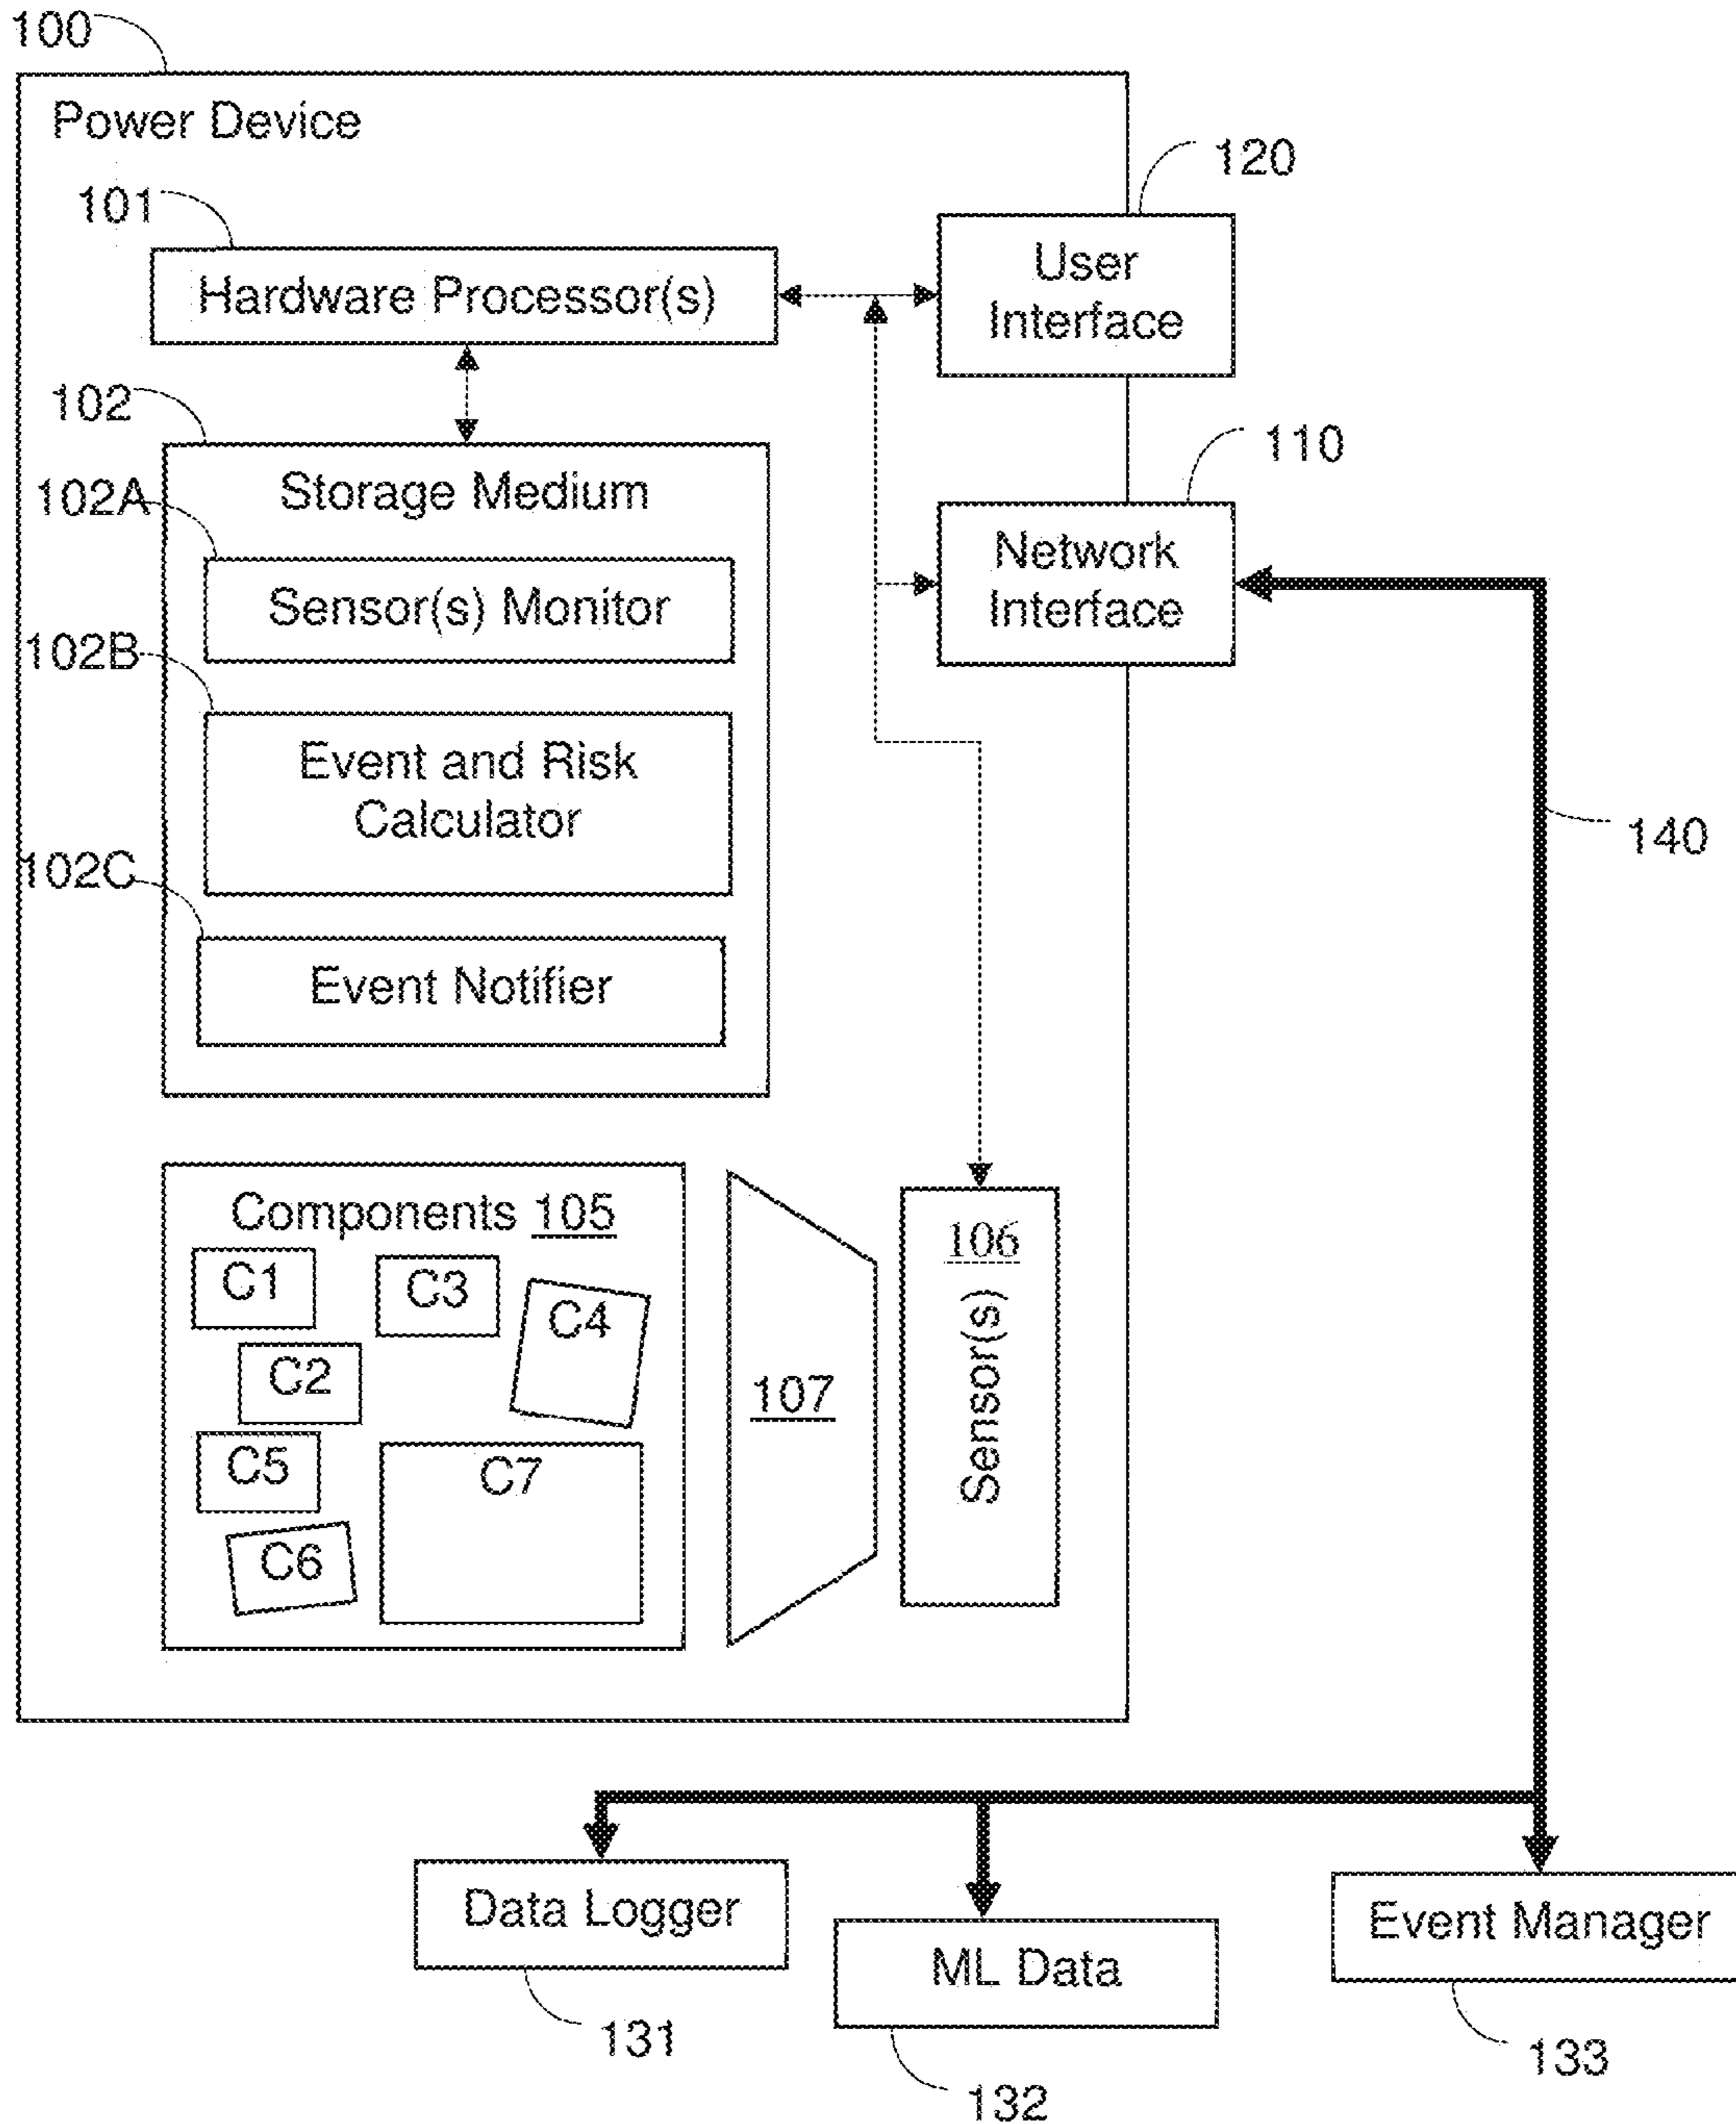 100
Power Device
120
101
User
Interface
Hardware Processor(s)
102
110
Storage Medium
102A
Network
Interface
Sensor(s) Monitor
102B
Event and Risk
Calculator
140
102C
Event Notifier
Components 105
106
Sensor(s)
C1
C3
C4
C2
107
C5
C7
C6
Data Logger
Event Manager
ML Data
131
133
132